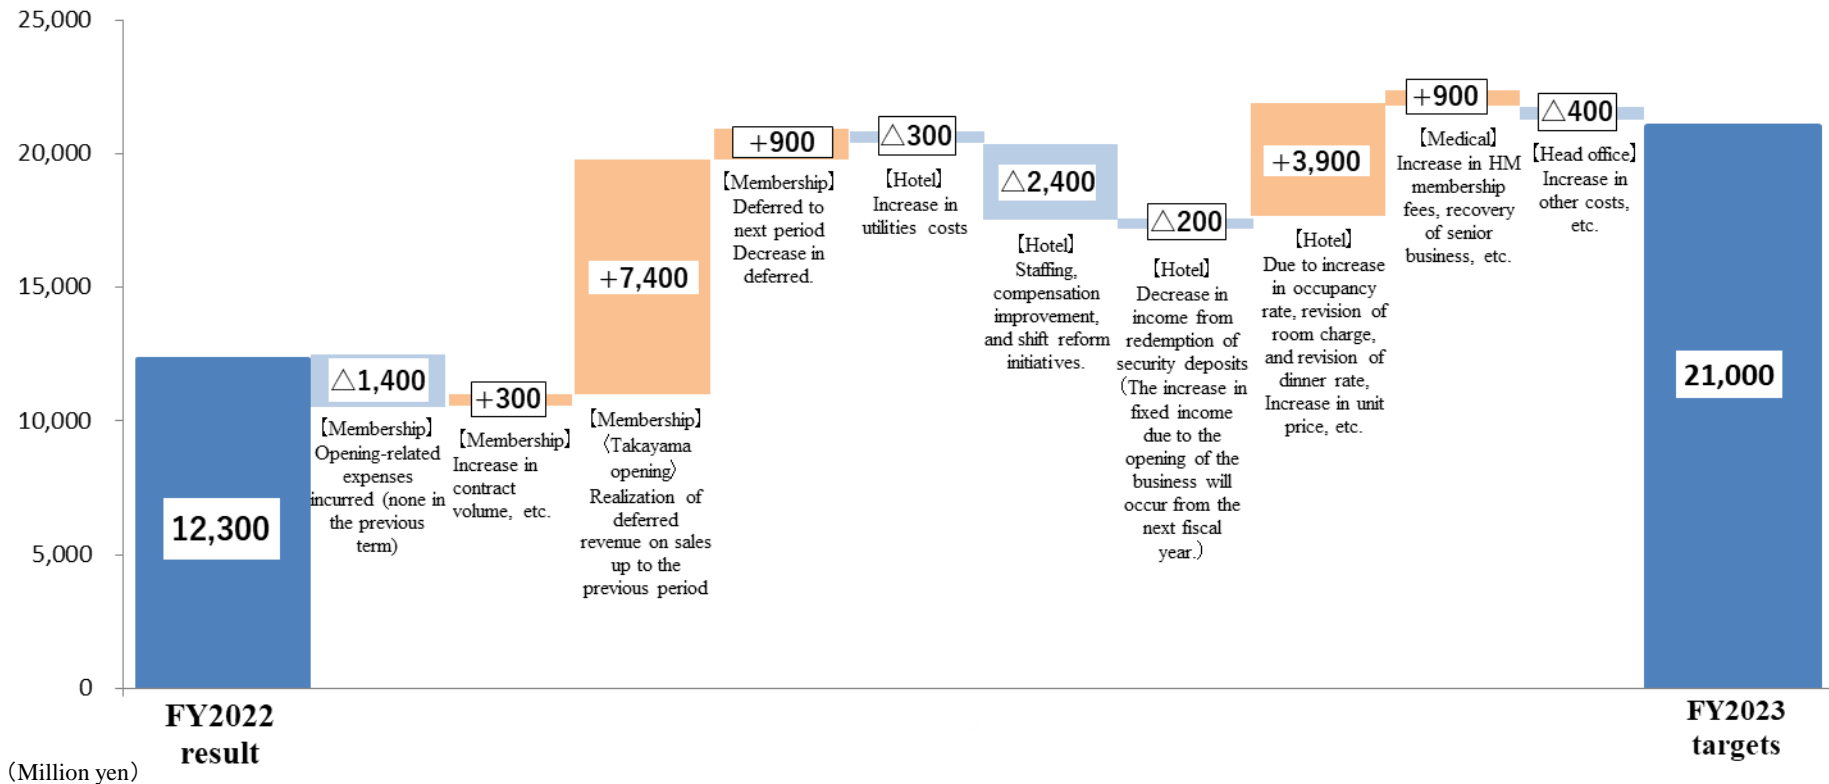 25,000
20,000
15,000
10,000
5,000
0
12,300
FY2022
result
△1,400
【Membership】
Opening-related
expenses
incurred (none in
the previous
term)
+300
【Membership】
Increase in
contract
volume, etc.
+7,400
【Membership】
〈Takayama
opening〉
Realization of
deferred
revenue on sales
up to the
previous period
+900
【Membership】
Deferred to
next period
Decrease in
deferred.
△300
【Hotel】
Increase in
utilities costs
△2,400
【Hotel】
Staffing,
compensation
improvement,
and shift reform
initiatives.
△200
【Hotel】
Decrease in
income from
redemption of
security deposits
（The increase in
fixed income
due to the
opening of the
business will
occur from the
next fiscal
year.）
+3,900
【Hotel】
Due to increase
in occupancy
rate, revision of
room charge,
and revision of
dinner rate,
Increase in unit
price, etc.
+900
【Medical】
Increase in HM
membership
fees, recovery
of senior
business, etc.
△400
【Head office】
Increase in
other costs,
etc.
21,000
FY2023
targets
（Million yen）